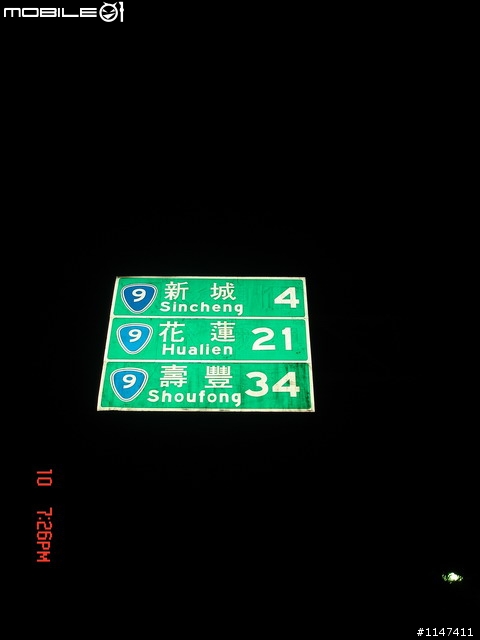 MOBILE01
9 新城 4
Sincheng
9 花蓮 21
Hualien
9 壽豐 34
Shoufong
10 7:26PM
#1147411